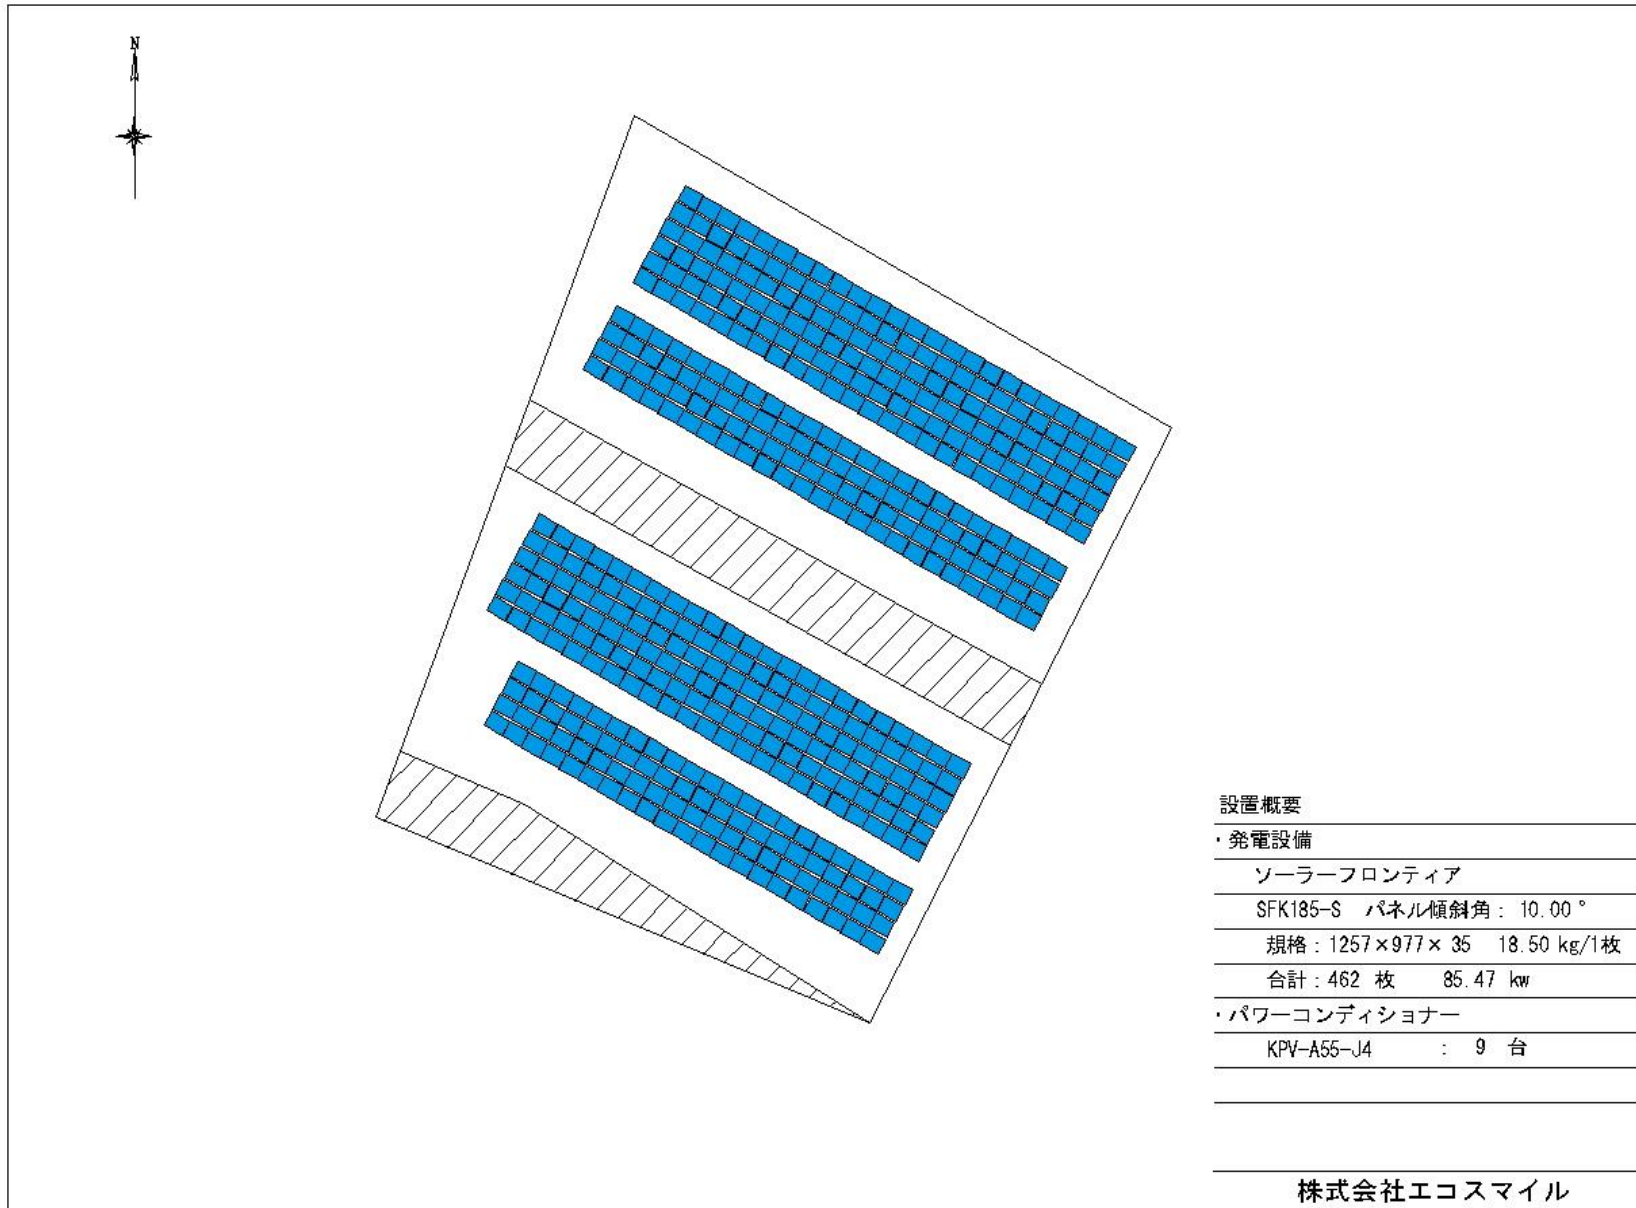 N
設置概要
・発電設備
ソーラーフロンティア
SFK185-S パネル傾斜角：10.00°
規格：1257×977×35 18.50 kg/1枚
合計：462 枚 85.47 kw
・パワーコンディショナー
KPV-A55-J4 ： 9 台
株式会社エコスマイル